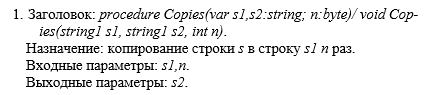 1. Заголовок: procedure Copies(var s1,s2:string; n:byte)/ void Cop-
ies(string1 s1, string1 s2, int n).
Назначение: копирование строки s в строку s1 n раз.
Входные параметры: s1,n.
Выходные параметры: s2.